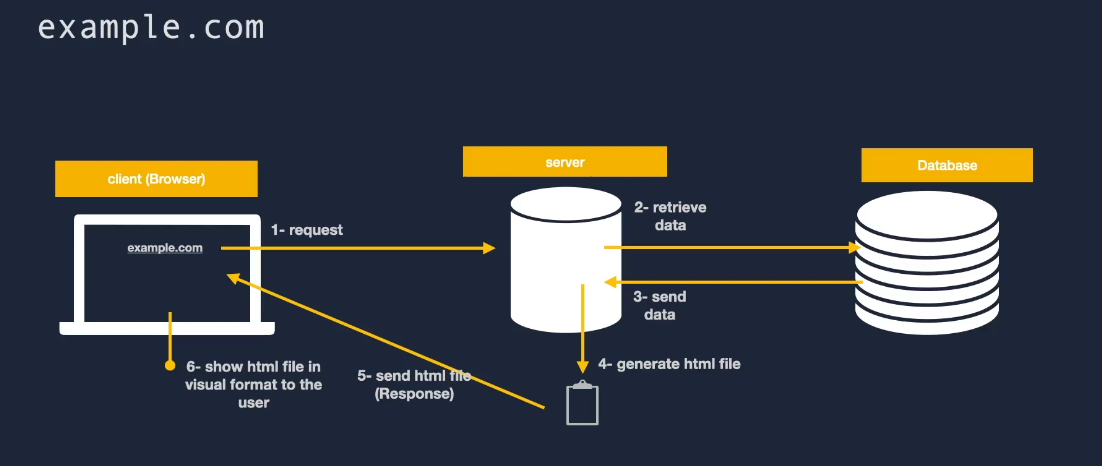 example.com
client (Browser)
server
Database
example.com
1- request
2- retrieve
data
3- send
data
4- generate html file
5- send html file
(Response)
6- show html file in
visual format to the
user